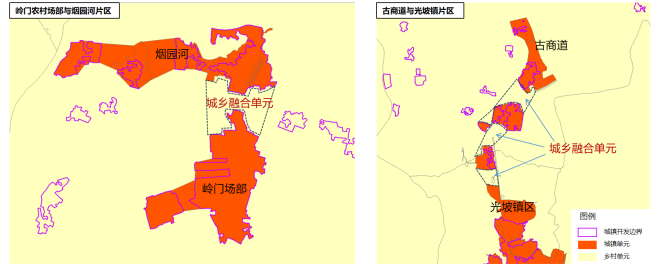 岭门农村场部与烟园河片区
烟园河
城乡融合单元
岭门场部
古商道与光坡镇片区
古商道
城乡融合单元
光坡镇区
图例
城镇开发边界
城镇单元
乡村单元